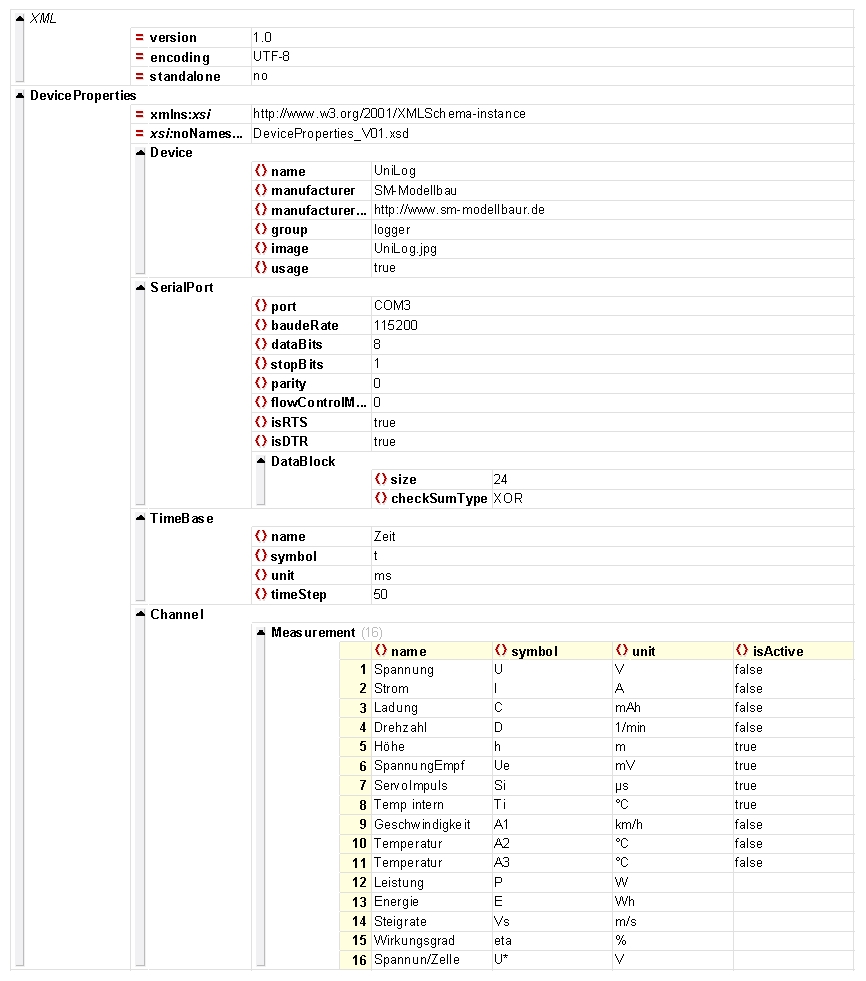 XML
version 1.0
encoding UTF-8
standalone no
DeviceProperties
xmlns:xsi http://www.w3.org/2001/XMLSchema-instance
xsi:noNames... DeviceProperties_V01.xsd
Device
name UniLog
manufacturer SM-Modellbau
manufacturer... http://www.sm-modellbaur.de
group logger
image UniLog.jpg
usage true
SerialPort
port COM3
baudeRate 115200
dataBits 8
stopBits 1
parity 0
flowControlM... 0
isRTS true
isDTR true
DataBlock
size 24
checkSumType XOR
TimeBase
name Zeit
symbol t
unit ms
timeStep 50
Channel
Measurement (16)
name symbol unit isActive
1 Spannung U V false
2 Strom I A false
3 Ladung C mAh false
4 Drehzahl D 1/min false
5 Höhe h m true
6 SpannungEmpf Ue mV true
7 ServoImpuls Si µs true
8 Temp intern Ti °C true
9 Geschwindigkeit A1 km/h false
10 Temperatur A2 °C false
11 Temperatur A3 °C false
12 Leistung P W
13 Energie E Wh
14 Steigrate Vs m/s
15 Wirkungsgrad eta %
16 Spannun/Zelle U* V